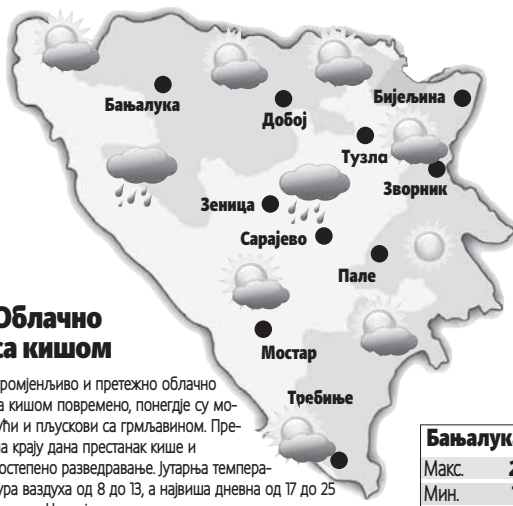 Бањалука
Добој
Бијељина
Тузла
Зворник
Зеница
Сарајево
Пале
Мостар
Требиње
Облачно
са кишом
ромјенљиво и претежно облачно
а кишом повремено, понегдје су мо-
ћи и пљускови са грмљавином. Пре-
а крају дана престанак кише и
остепено разведравање. Јутарња темпера-
ура ваздуха од 8 до 13, а највиша дневна од 17 до 25
Бањалука
Макс.
Мин.